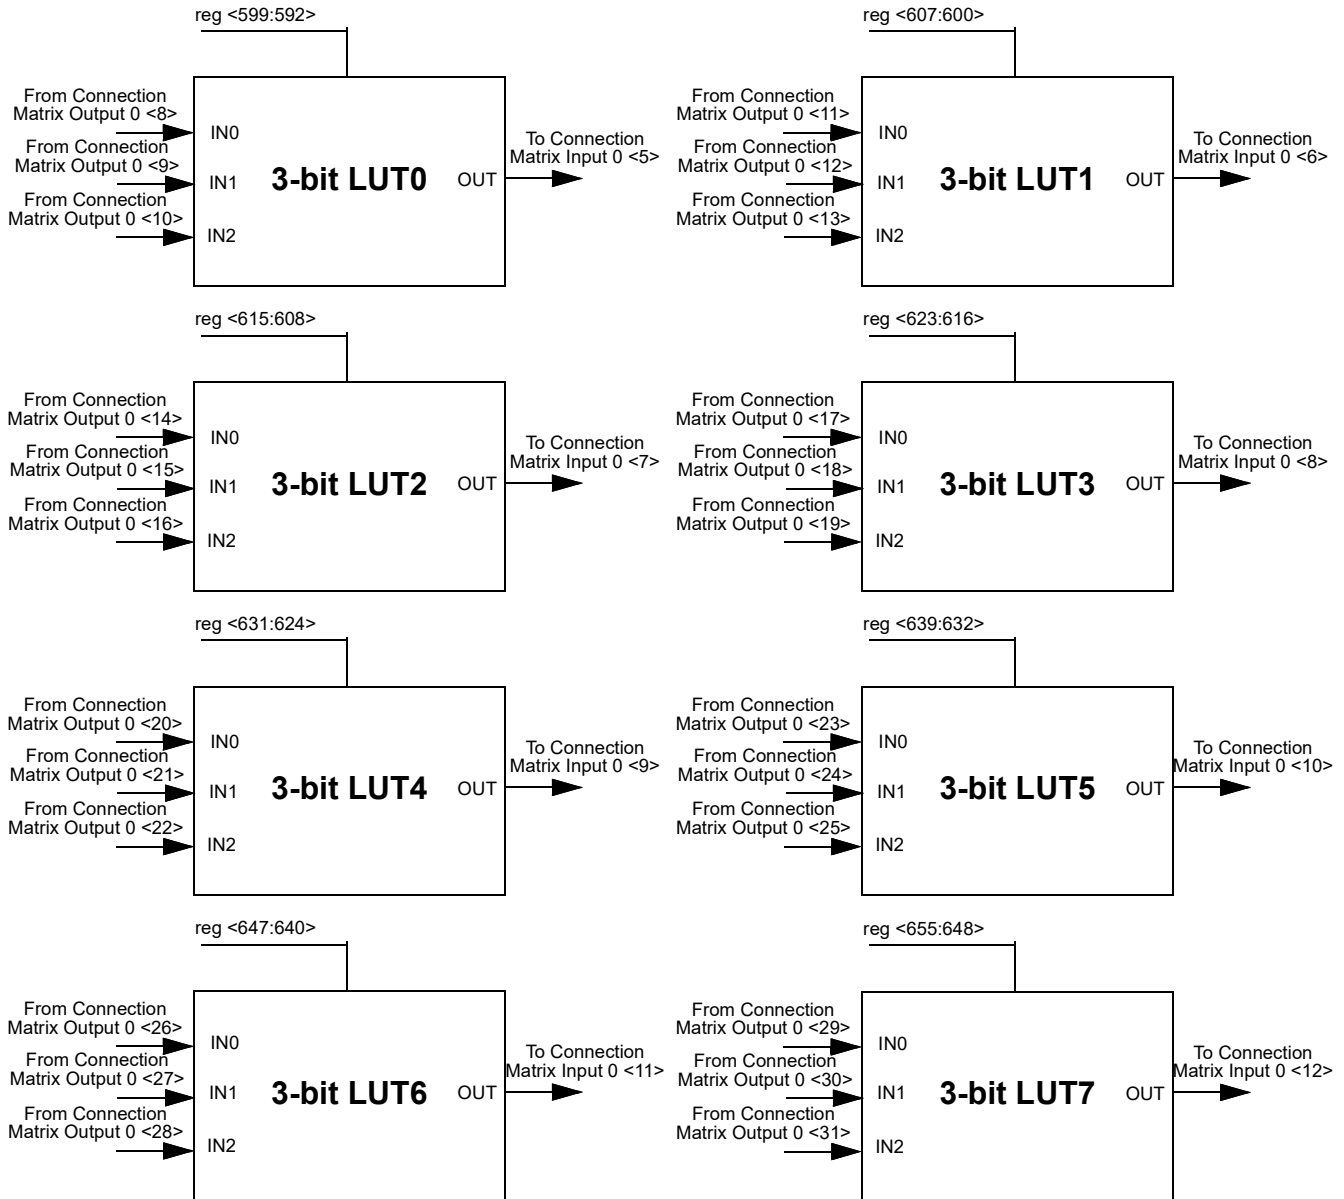 reg <599:592>
From Connection
Matrix Output 0 <8>
From Connection
Matrix Output 0 <9>
From Connection
Matrix Output 0 <10>
IN0
IN1
IN2
3-bit LUT0
OUT
To Connection
Matrix Input 0 <5>
reg <607:600>
From Connection
Matrix Output 0 <11>
From Connection
Matrix Output 0 <12>
From Connection
Matrix Output 0 <13>
IN0
IN1
IN2
3-bit LUT1
OUT
To Connection
Matrix Input 0 <6>
reg <615:608>
From Connection
Matrix Output 0 <14>
From Connection
Matrix Output 0 <15>
From Connection
Matrix Output 0 <16>
IN0
IN1
IN2
3-bit LUT2
OUT
To Connection
Matrix Input 0 <7>
reg <623:616>
From Connection
Matrix Output 0 <17>
From Connection
Matrix Output 0 <18>
From Connection
Matrix Output 0 <19>
IN0
IN1
IN2
3-bit LUT3
OUT
To Connection
Matrix Input 0 <8>
reg <631:624>
From Connection
Matrix Output 0 <20>
From Connection
Matrix Output 0 <21>
From Connection
Matrix Output 0 <22>
IN0
IN1
IN2
3-bit LUT4
OUT
To Connection
Matrix Input 0 <9>
reg <639:632>
From Connection
Matrix Output 0 <23>
From Connection
Matrix Output 0 <24>
From Connection
Matrix Output 0 <25>
IN0
IN1
IN2
3-bit LUT5
OUT
To Connection
Matrix Input 0 <10>
reg <647:640>
From Connection
Matrix Output 0 <26>
From Connection
Matrix Output 0 <27>
From Connection
Matrix Output 0 <28>
IN0
IN1
IN2
3-bit LUT6
OUT
To Connection
Matrix Input 0 <11>
reg <655:648>
From Connection
Matrix Output 0 <29>
From Connection
Matrix Output 0 <30>
From Connection
Matrix Output 0 <31>
IN0
IN1
IN2
3-bit LUT7
OUT
To Connection
Matrix Input 0 <12>